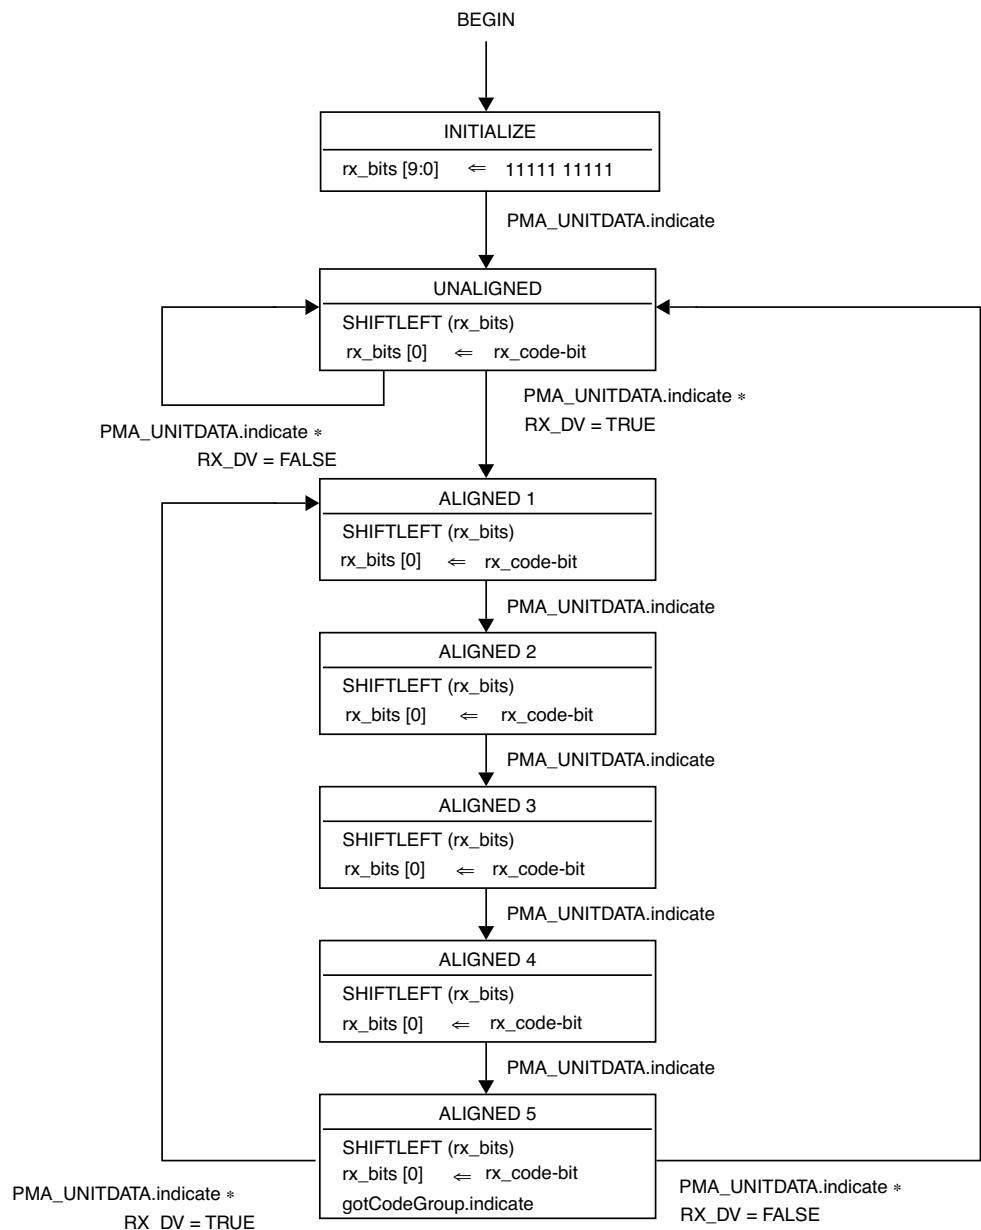 BEGIN
INITIALIZE
rx_bits [9:0] ⇐ 11111 11111
PMA_UNITDATA.indicate
UNALIGNED
SHIFTLEFT (rx_bits)
rx_bits [0] ⇐ rx_code-bit
PMA_UNITDATA.indicate *
RX_DV = TRUE
PMA_UNITDATA.indicate *
RX_DV = FALSE
ALIGNED 1
SHIFTLEFT (rx_bits)
rx_bits [0] ⇐ rx_code-bit
PMA_UNITDATA.indicate
ALIGNED 2
SHIFTLEFT (rx_bits)
rx_bits [0] ⇐ rx_code-bit
PMA_UNITDATA.indicate
ALIGNED 3
SHIFTLEFT (rx_bits)
rx_bits [0] ⇐ rx_code-bit
PMA_UNITDATA.indicate
ALIGNED 4
SHIFTLEFT (rx_bits)
rx_bits [0] ⇐ rx_code-bit
PMA_UNITDATA.indicate
ALIGNED 5
SHIFTLEFT (rx_bits)
rx_bits [0] ⇐ rx_code-bit
gotCodeGroup.indicate
PMA_UNITDATA.indicate *
RX_DV = TRUE
PMA_UNITDATA.indicate *
RX_DV = FALSE